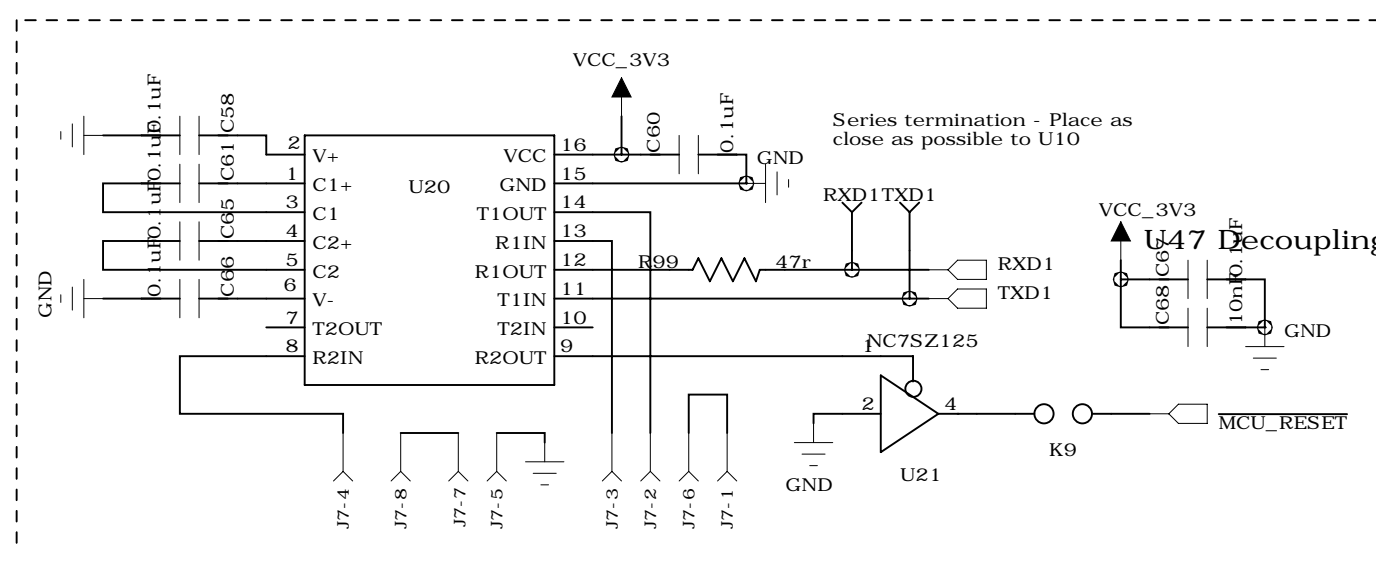 VCC_3V3
0.1uF
C58
0.1uF
C61
0.1uF
C65
0.1uF
C66
GND
C60
0.1uF
GND
Series termination - Place as
close as possible to U10
U20
2 V+
1 C1+
3 C1
4 C2+
5 C2
6 V-
7 T2OUT
8 R2IN
VCC 16
GND 15
T1OUT 14
R1IN 13
R1OUT 12
T1IN 11
T2IN 10
R2OUT 9
R99 47r
RXD1 TXD1
RXD1
TXD1
VCC_3V3
U47 Decoupling
C67
0.1uF
C68
10nF
GND
NC7SZ125
1
2
4
U21
GND
K9
MCU_RESET
J7-4
J7-8
J7-7
J7-5
J7-3
J7-2
J7-6
J7-1